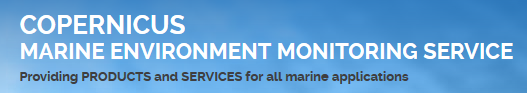 COPERNICUS
MARINE ENVIRONMENT MONITORING SERVICE
Providing PRODUCTS and SERVICES for all marine applications